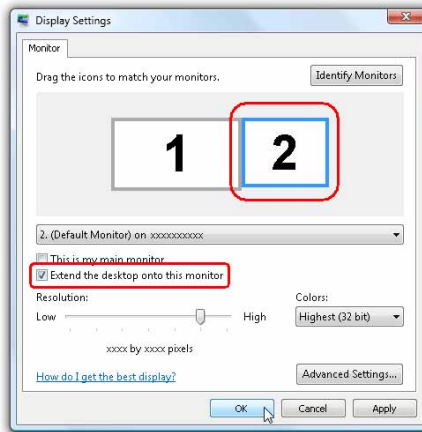 Display Settings
Monitor
Drag the icons to match your monitors.
Identify Monitors
1
2
2. (Default Monitor) on xxxxxxxxxx
This is my main monitor
Extend the desktop onto this monitor
Resolution:
Colors:
Low
High
Highest (32 bit)
xxxx by xxxx pixels
How do I get the best display?
Advanced Settings...
OK
Cancel
Apply